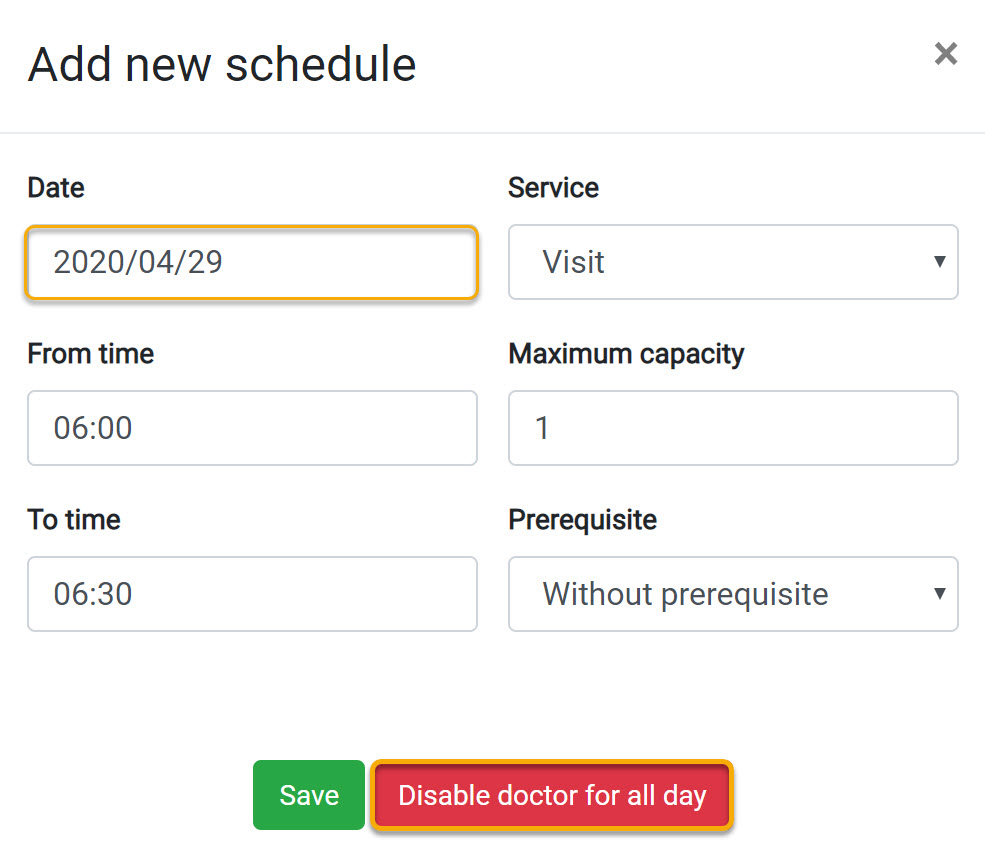 Add new schedule ×
Date
Service
2020/04/29
Visit
From time
Maximum capacity
06:00
1
To time
Prerequisite
06:30
Without prerequisite
Save
Disable doctor for all day